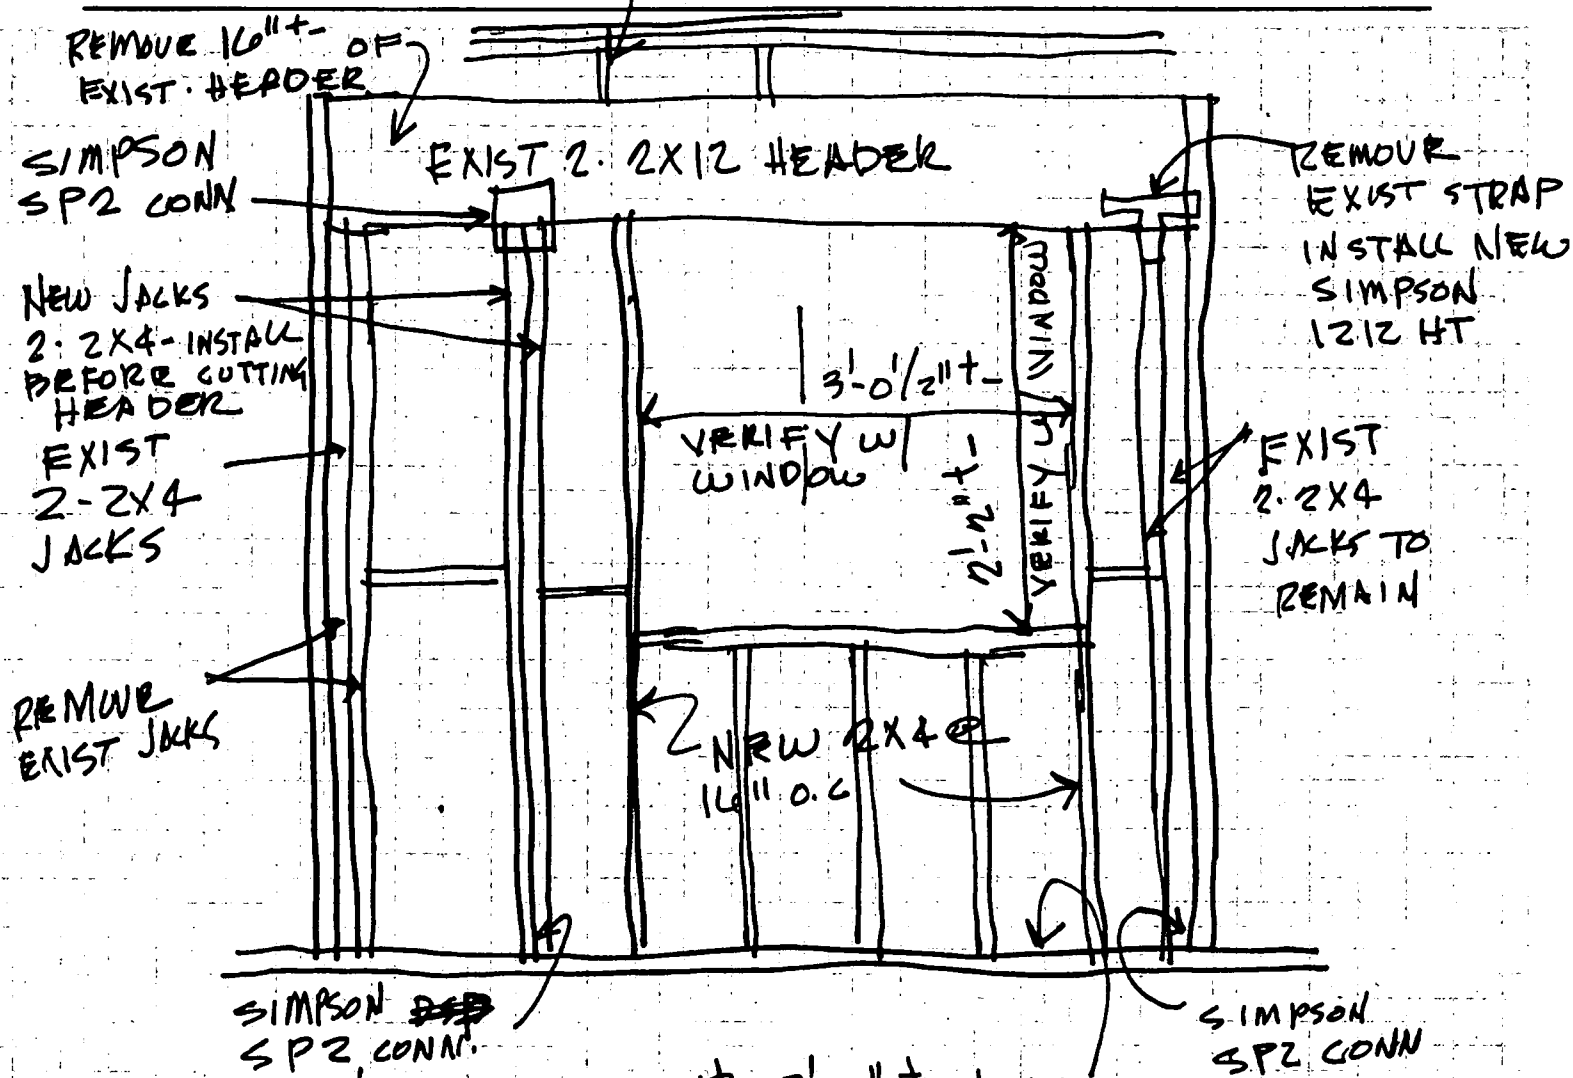 REMOVE 16"+- OF
EXIST. HEADER
SIMPSON
SP2 CONN
EXIST 2. 2X12 HEADER
REMOVE
EXIST STRAP
INSTALL NEW
SIMPSON
1212 HT
NEW JACKS
2. 2X4-INSTALL
BEFORE CUTTING
HEADER
EXIST
2-2X4
JACKS
3'-0 1/2"+-
VERIFY W/
WINDOW
2'-2"+-
VERIFY W/ WINDOW
EXIST
2. 2X4
JACKS TO
REMAIN
REMOVE
EXIST JACKS
NEW 2X4 @
16" O.C
SIMPSON
SP2 CONN.
SIMPSON
SP2 CONN